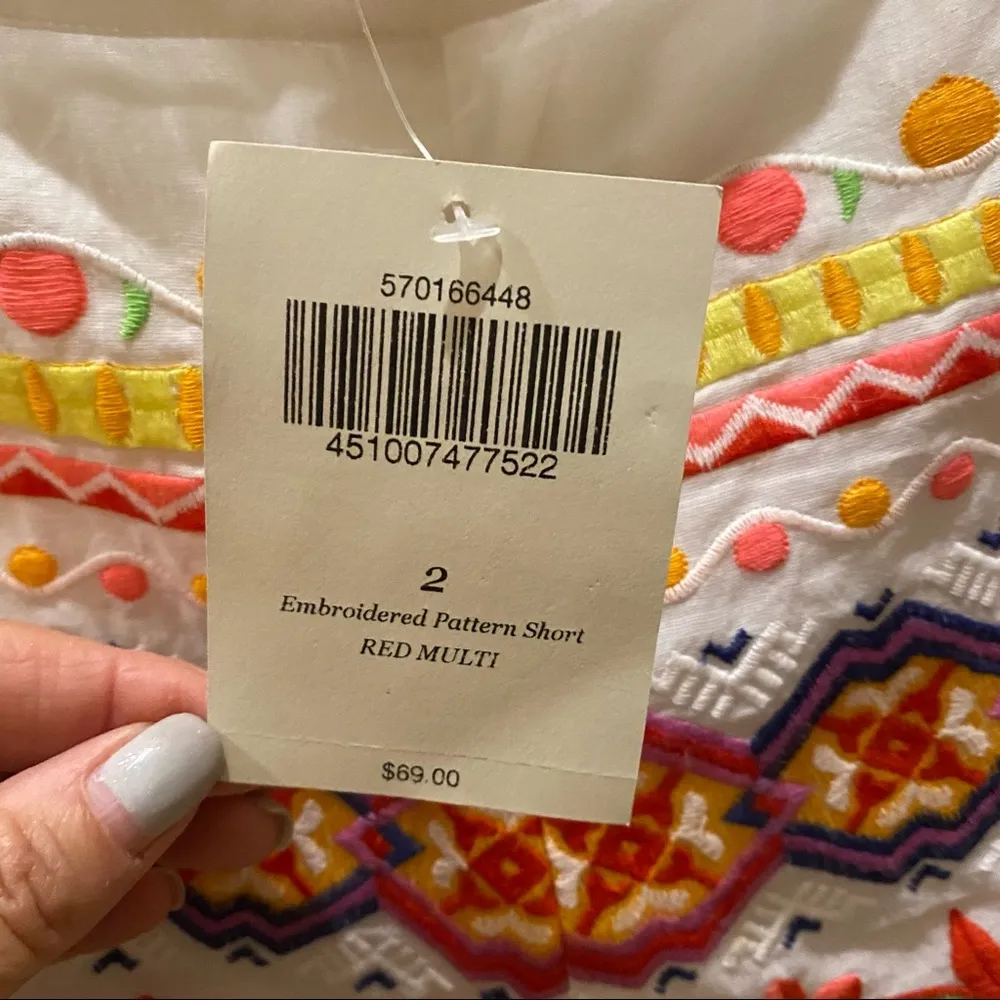 570166448
451007477522
2
Embroidered Pattern Short
RED MULTI
$69.00